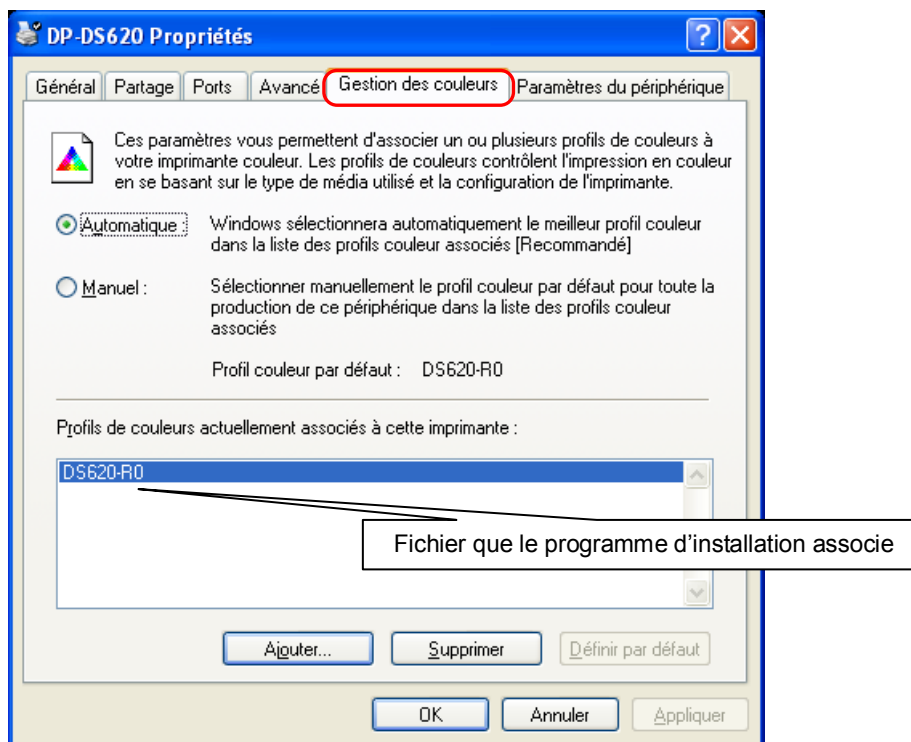 DP-DS620 Propriétés
Général Partage Ports Avancé Gestion des couleurs Paramètres du périphérique
Ces paramètres vous permettent d'associer un ou plusieurs profils de couleurs à
votre imprimante couleur. Les profils de couleurs contrôlent l'impression en couleur
en se basant sur le type de média utilisé et la configuration de l'imprimante.
Automatique : Windows sélectionnera automatiquement le meilleur profil couleur
dans la liste des profils couleur associés [Recommandé]
Manuel : Sélectionner manuellement le profil couleur par défaut pour toute la
production de ce périphérique dans la liste des profils couleur
associés
Profil couleur par défaut : DS620-R0
Profils de couleurs actuellement associés à cette imprimante :
DS620-R0
Fichier que le programme d’installation associe
Ajouter... Supprimer Définir par défaut
OK Annuler Appliquer